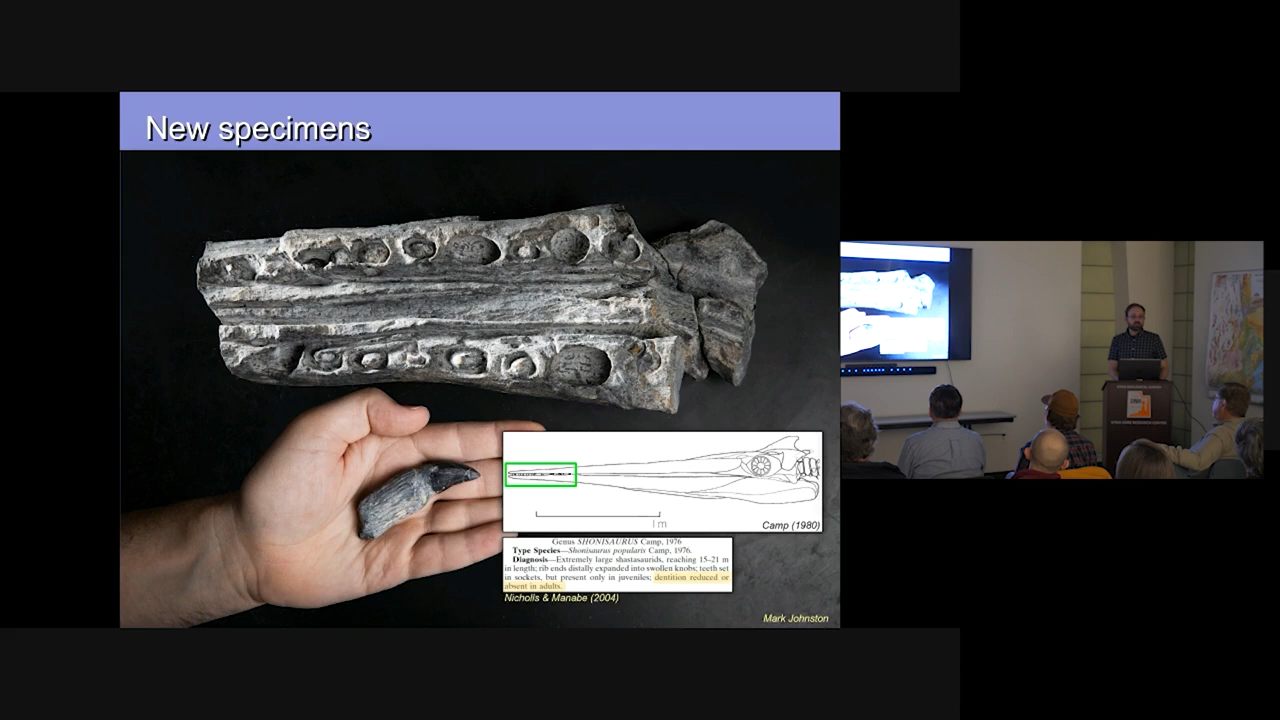 New specimens
1 m
Camp (1980)
Genus SHONISAURUS Camp, 1976
Type Species—Shonisaurus popularis Camp, 1976.
Diagnosis—Extremely large shastasaurids, reaching 15–21 m
in length; rib ends distally expanded into swollen knobs; teeth set
in sockets, but present only in juveniles; dentition reduced or
absent in adults.
Nicholls & Manabe (2004)
Mark Johnston